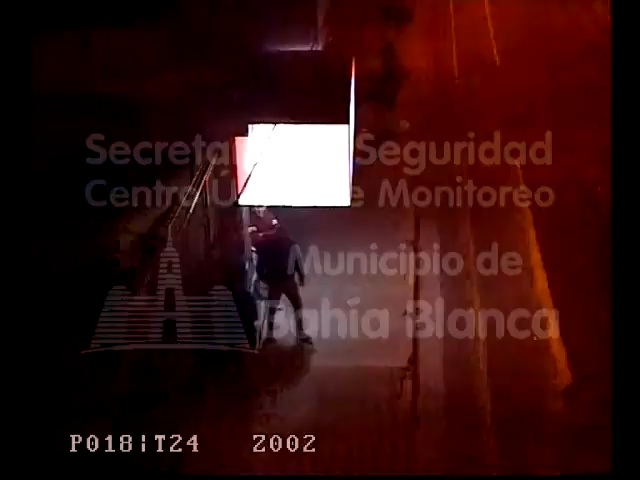 Secreta Seguridad
Centro Ú e Monitoreo
Municipio de
Bahía Blanca
P018¦T24 2002